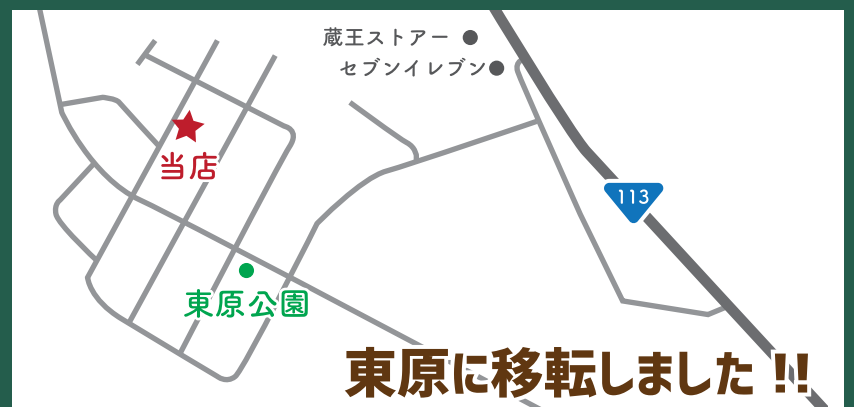 蔵王ストアー
セブンイレブン
当店
113
東原公園
東原に移転しました!!